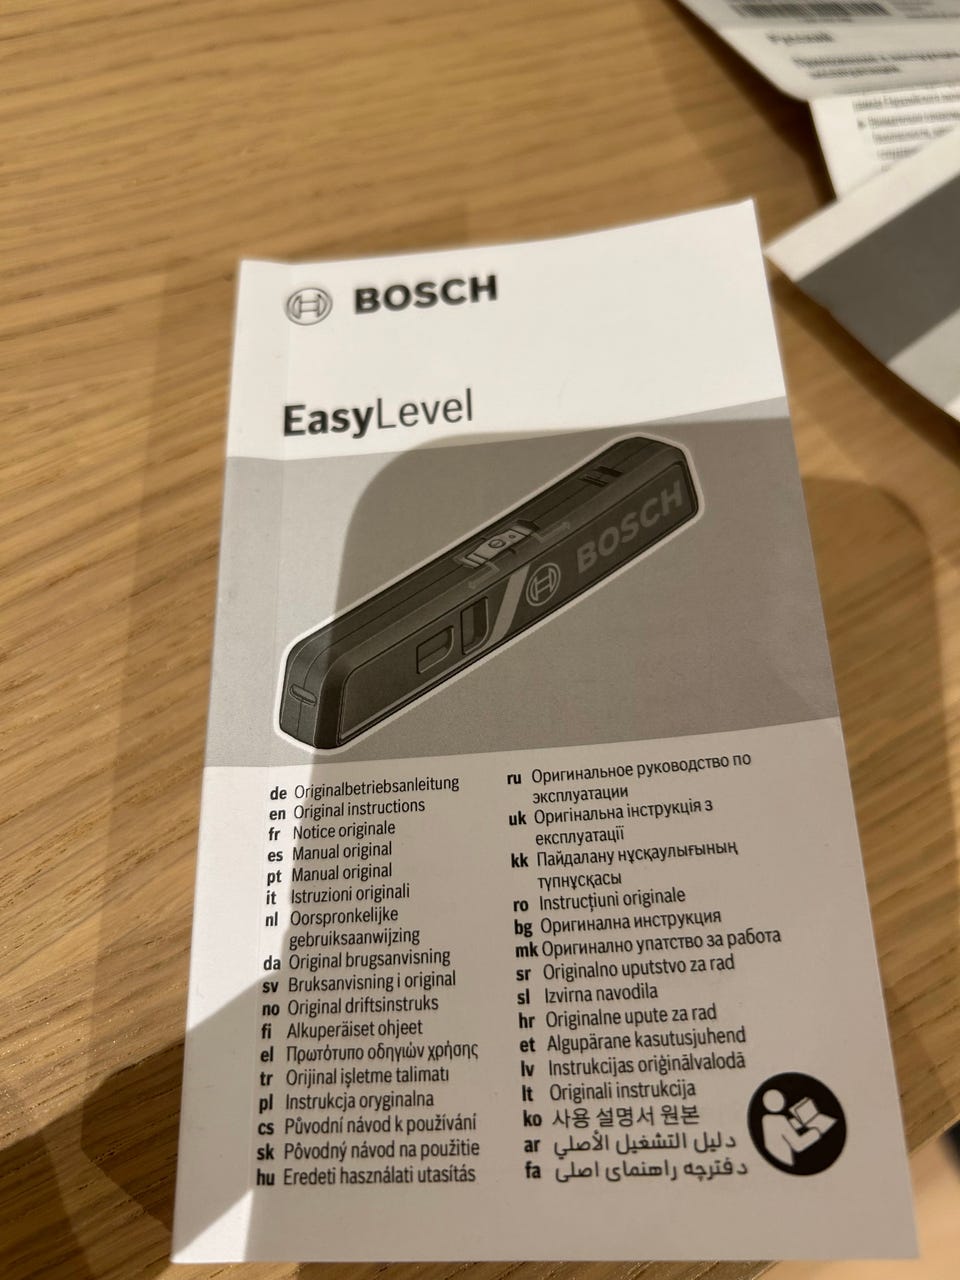 Русский
BOSCH
EasyLevel
BOSCH
de Originalbetriebsanleitung
en Original instructions
fr Notice originale
es Manual original
pt Manual original
it Istruzioni originali
nl Oorspronkelijke
gebruiksaanwijzing
da Original brugsanvisning
sv Bruksanvisning i original
no Original driftsinstruks
fi Alkuperäiset ohjeet
el Πρωτότυπο οδηγιών χρήσης
tr Orijinal işletme talimatı
pl Instrukcja oryginalna
cs Původní návod k používání
sk Pôvodný návod na použitie
hu Eredeti használati utasítás
ru Оригинальное руководство по
эксплуатации
uk Оригінальна інструкція з
експлуатації
kk Пайдалану нұсқаулығының
түпнұсқасы
ro Instrucțiuni originale
bg Оригинална инструкция
mk Оригинално упатство за работа
sr Originalno uputstvo za rad
sl Izvirna navodila
hr Originalne upute za rad
et Algupärane kasutusjuhend
lv Instrukcijas oriģinālvalodā
lt Originali instrukcija
ko 사용 설명서 원본
ar دليل التشغيل الأصلي
fa دفترچه راهنمای اصلی